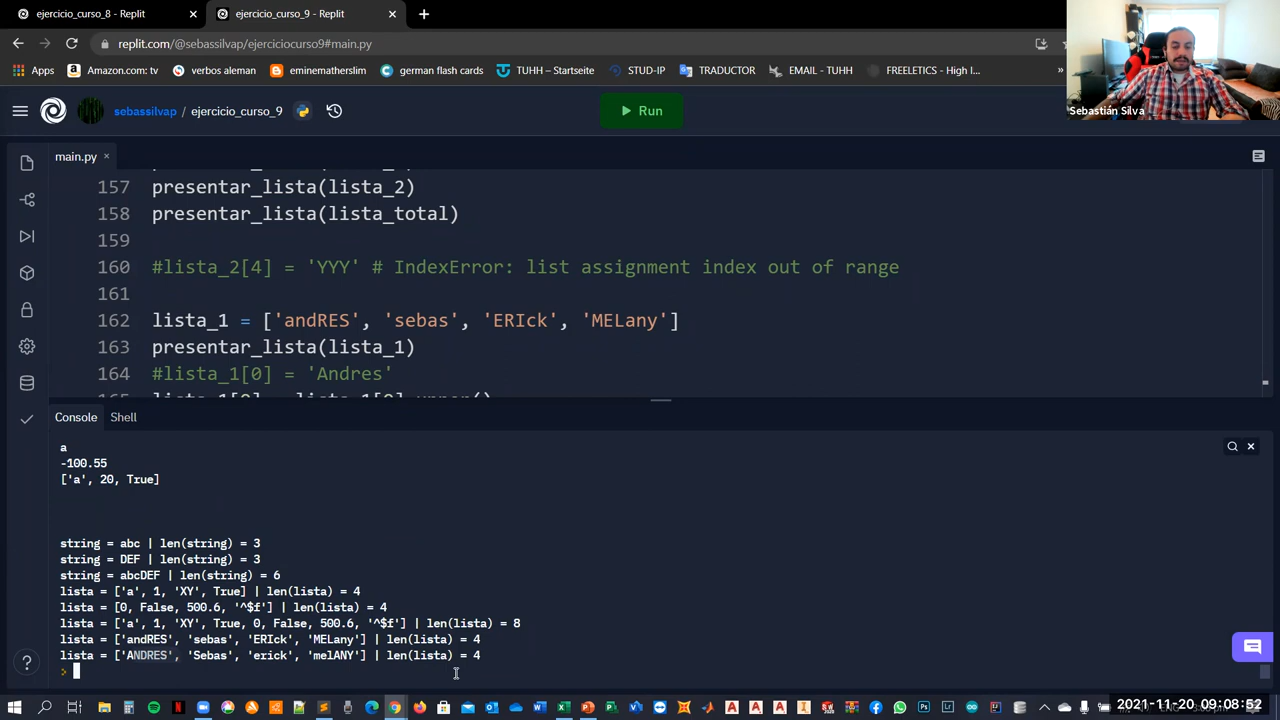 ejercicio_curso_8 - Replit
ejercicio_curso_9 - Replit
replit.com/@sebassilvap/ejerciciocurso9#main.py
Apps
Amazon.com: tv
verbos aleman
eminematherslim
german courses
TUHH – Startseite
STUD-IP
TRADUCTOR
EMAIL - TUHH
FREELETICS - High I...
Sebastián Silva
sebassilvap / ejercicio_curso_9
Run
main.py
157 presentar_lista(lista_2)
158 presentar_lista(lista_total)
159
160 #lista_2[4] = 'YYY' # IndexError: list assignment index out of range
161
162 lista_1 = ['andRES', 'sebas', 'ERIck', 'MELany']
163 presentar_lista(lista_1)
164 #lista_1[0] = 'Andres'
Console
Shell
a
-100.55
['a', 20, True]
string = abc | len(string) = 3
string = DEF | len(string) = 3
string = abcDEF | len(string) = 6
lista = ['a', 1, 'XY', True] | len(lista) = 4
lista = [0, False, 500.6, '^$f'] | len(lista) = 4
lista = ['a', 1, 'XY', True, 0, False, 500.6, '^$f'] | len(lista) = 8
lista = ['andRES', 'sebas', 'ERIck', 'MELany'] | len(lista) = 4
lista = ['ANDRES', 'Sebas', 'erick', 'melANY'] | len(lista) = 4
>
2021-11-20 09:08:52